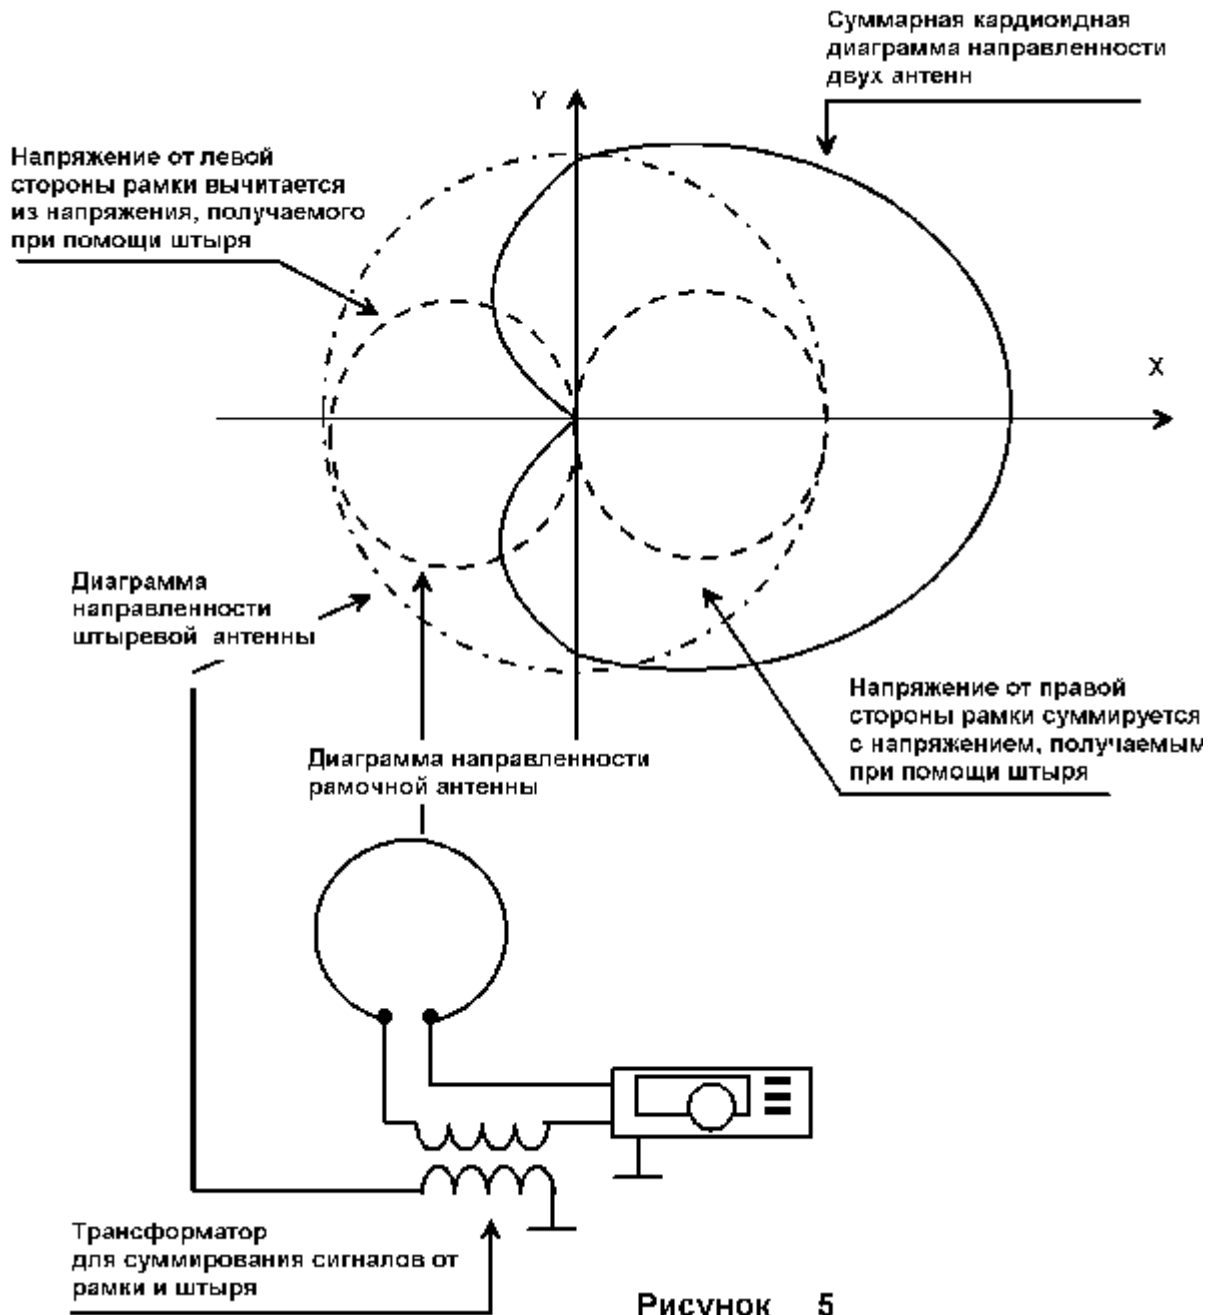 Суммарная кардиоидная
диаграмма направленности
двух антенн
Y
Напряжение от левой
стороны рамки вычитается
из напряжения, получаемого
при помощи штыря
X
Диаграмма
направленности
штыревой антенны
Напряжение от правой
стороны рамки суммируется
с напряжением, получаемым
при помощи штыря
Диаграмма направленности
рамочной антенны
Трансформатор
для суммирования сигналов от
рамки и штыря
Рисунок 5